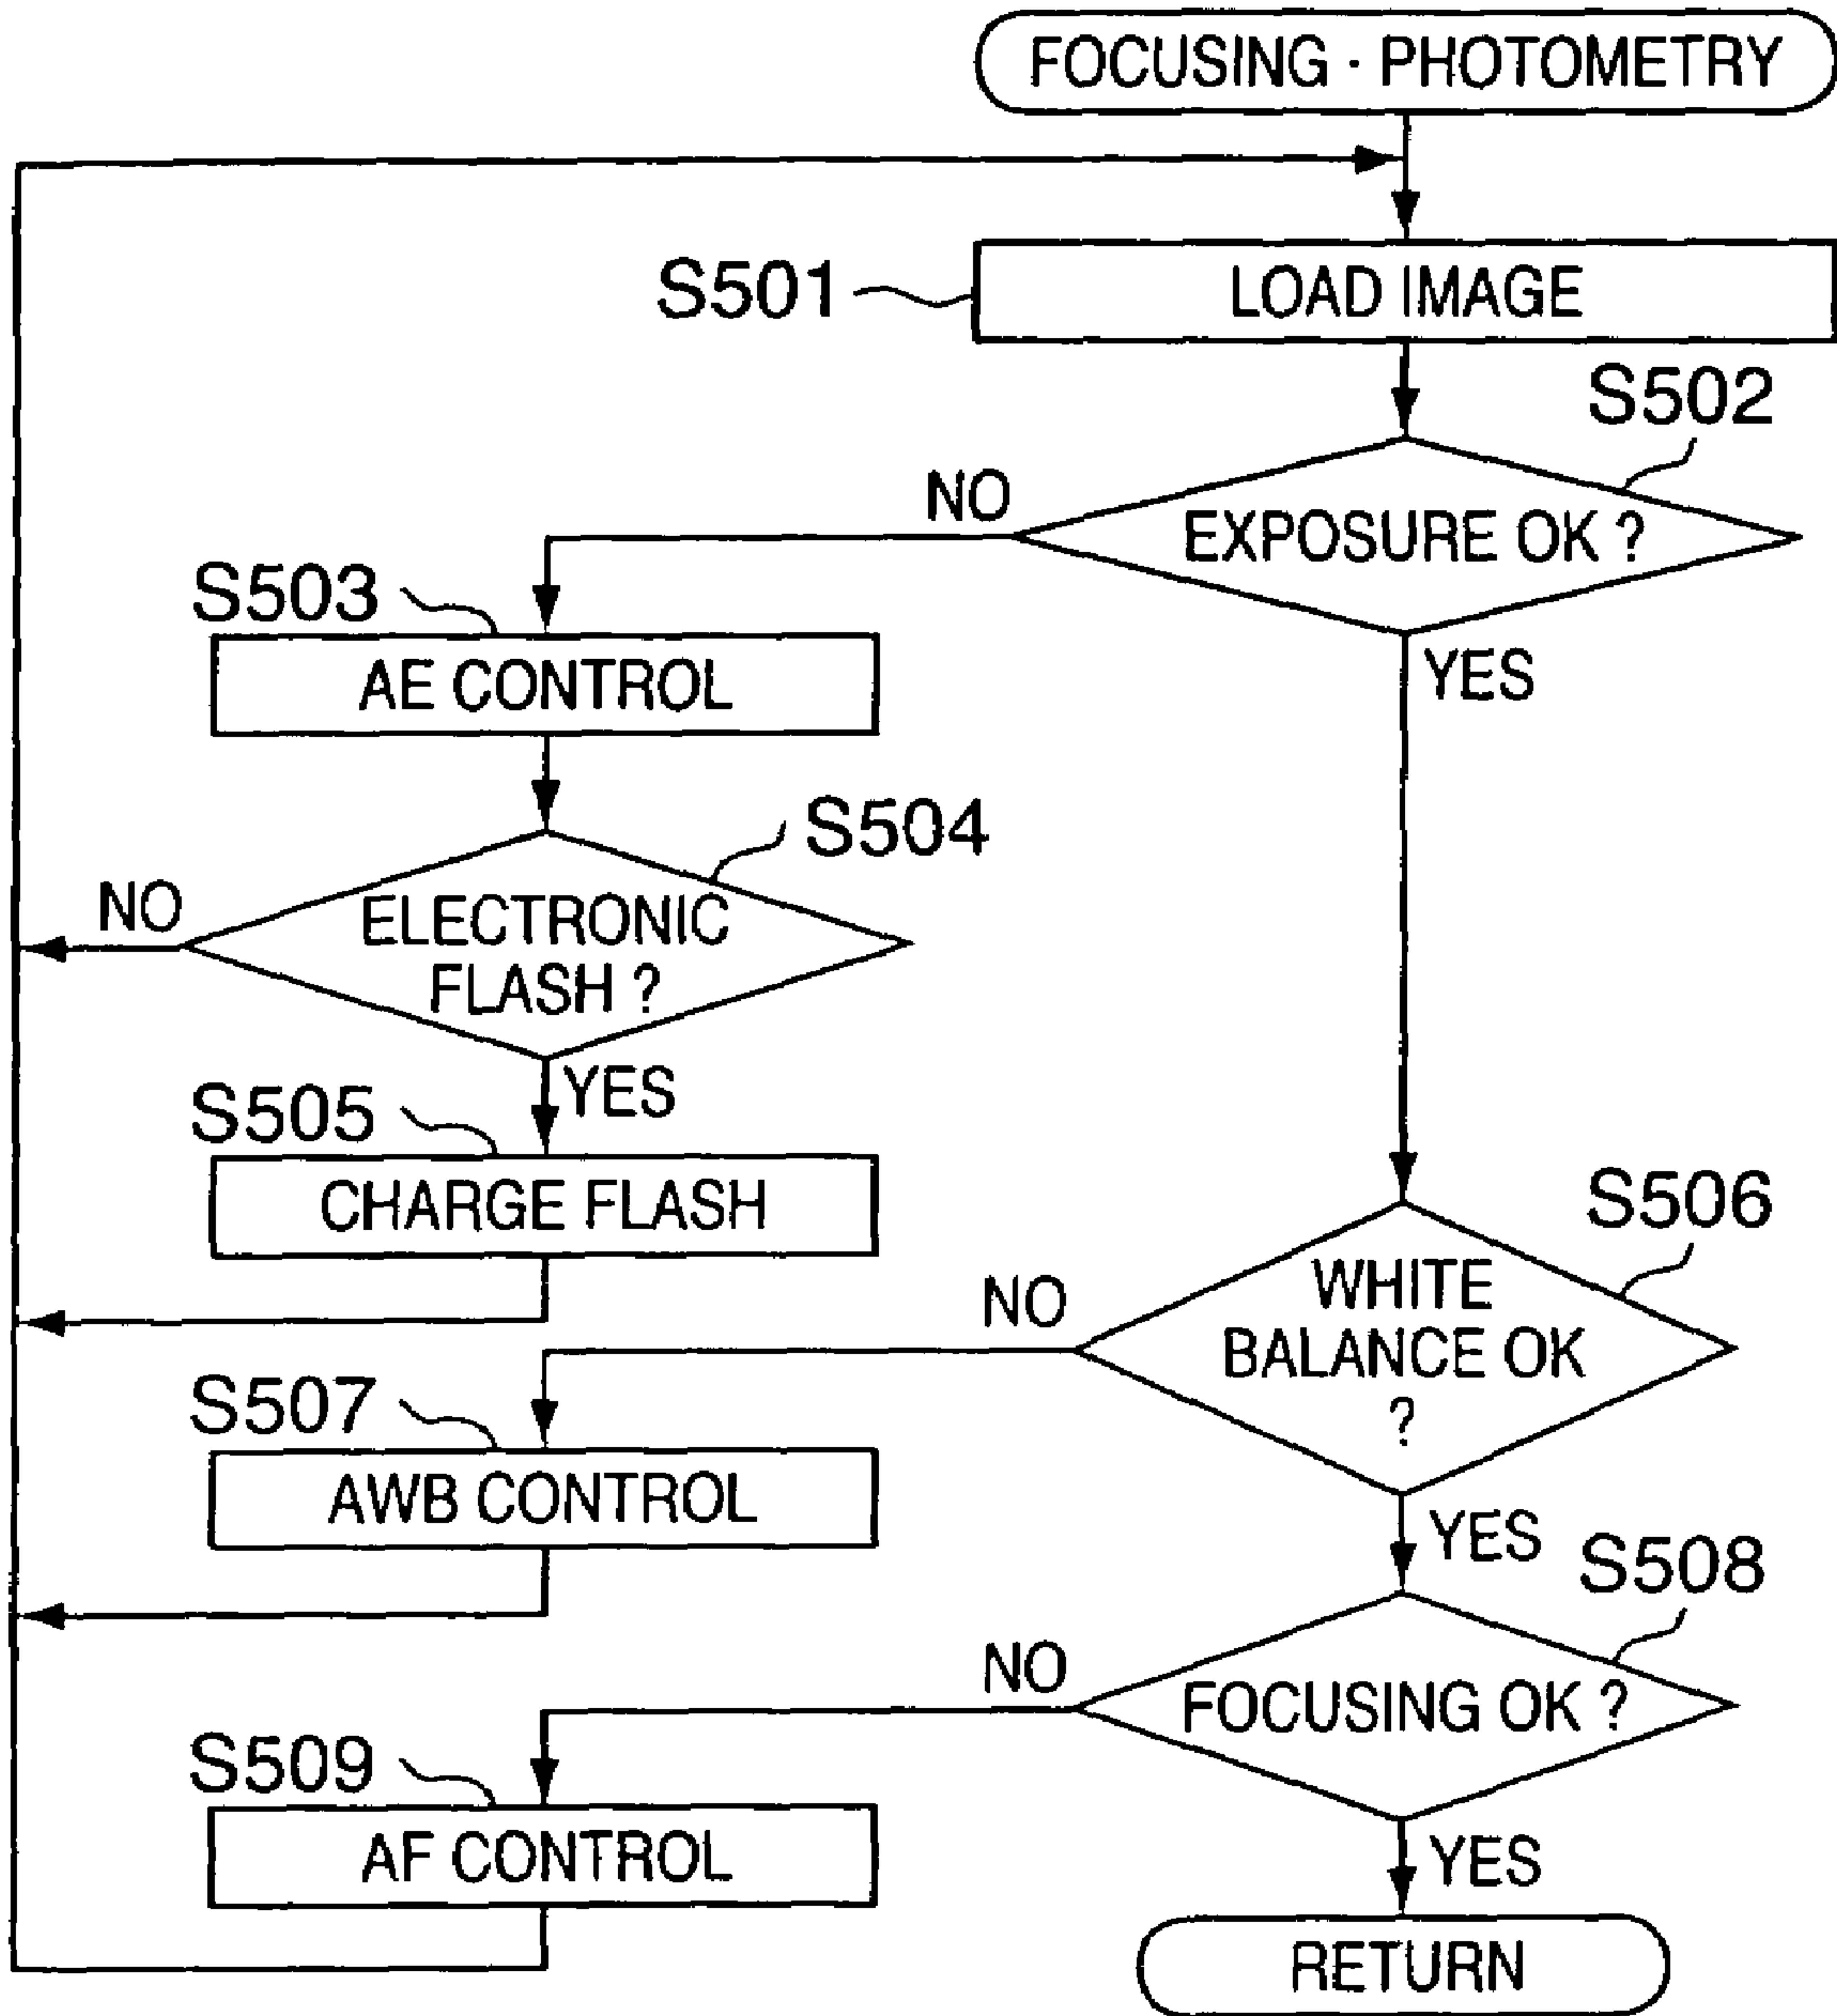 FOCUSING · PHOTOMETRY
S501
LOAD IMAGE
S502
NO
EXPOSURE OK ?
YES
S503
AE CONTROL
S504
NO
ELECTRONIC
FLASH ?
YES
S505
CHARGE FLASH
S506
NO
WHITE
BALANCE OK
?
YES
S507
AWB CONTROL
S508
NO
FOCUSING OK ?
YES
S509
AF CONTROL
RETURN